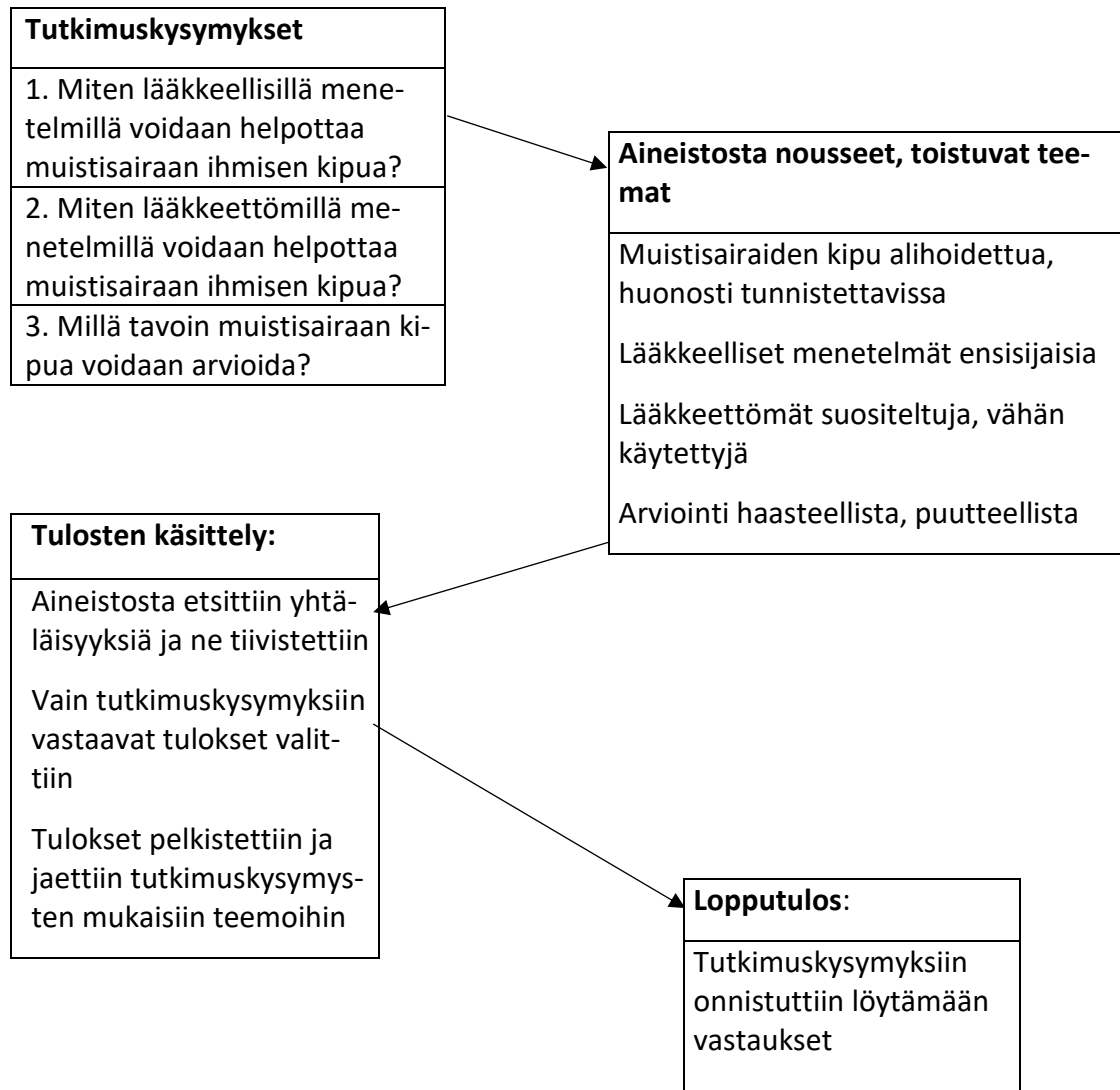 Tutkimuskysymykset
1. Miten lääkkeellisillä mene-
telmillä voidaan helpottaa
muistisairaan ihmisen kipua?
2. Miten lääkkeettömillä me-
netelmillä voidaan helpottaa
muistisairaan ihmisen kipua?
3. Millä tavoin muistisairaan ki-
pua voidaan arvioida?
Aineistosta nousseet, toistuvat tee-
mat
Muistisairaiden kipu alihoidettua,
huonosti tunnistettavissa
Lääkkeelliset menetelmät ensisijaisia
Lääkkeettömät suositeltuja, vähän
käytettyjä
Arviointi haasteellista, puutteellista
Tulosten käsittely:
Aineistosta etsittiin yhtä-
läisyyksiä ja ne tiivistettiin
Vain tutkimuskysymyksiin
vastaavat tulokset valit-
tiin
Tulokset pelkistettiin ja
jaettiin tutkimuskysymys-
ten mukaisiin teemoihin
Lopputulos:
Tutkimuskysymyksiin
onnistuttiin löytämään
vastaukset